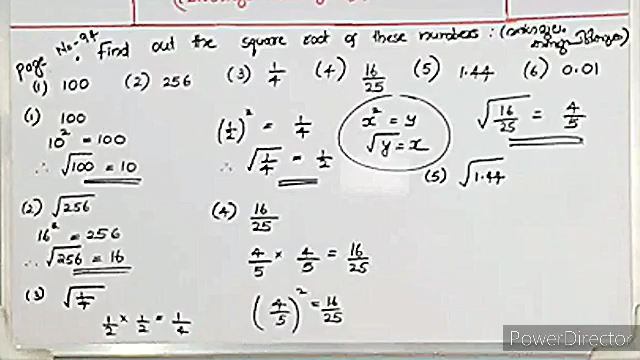 Page No-94. Find out the square root of these numbers:
(1) 100 (2) 256 (3) 1/4 (4) 16/25 (5) 1.44 (6) 0.01
(1) 100
10² = 100
∴ √100 = 10
(2) √256
16² = 256
∴ √256 = 16
(3) √1/4
1/2 × 1/2 = 1/4
(1/2)² = 1/4
∴ √1/4 = 1/2
x² = y
√y = x
(4) 16/25
4/5 × 4/5 = 16/25
(4/5)² = 16/25
√16/25 = 4/5
(5) √1.44
PowerDirector